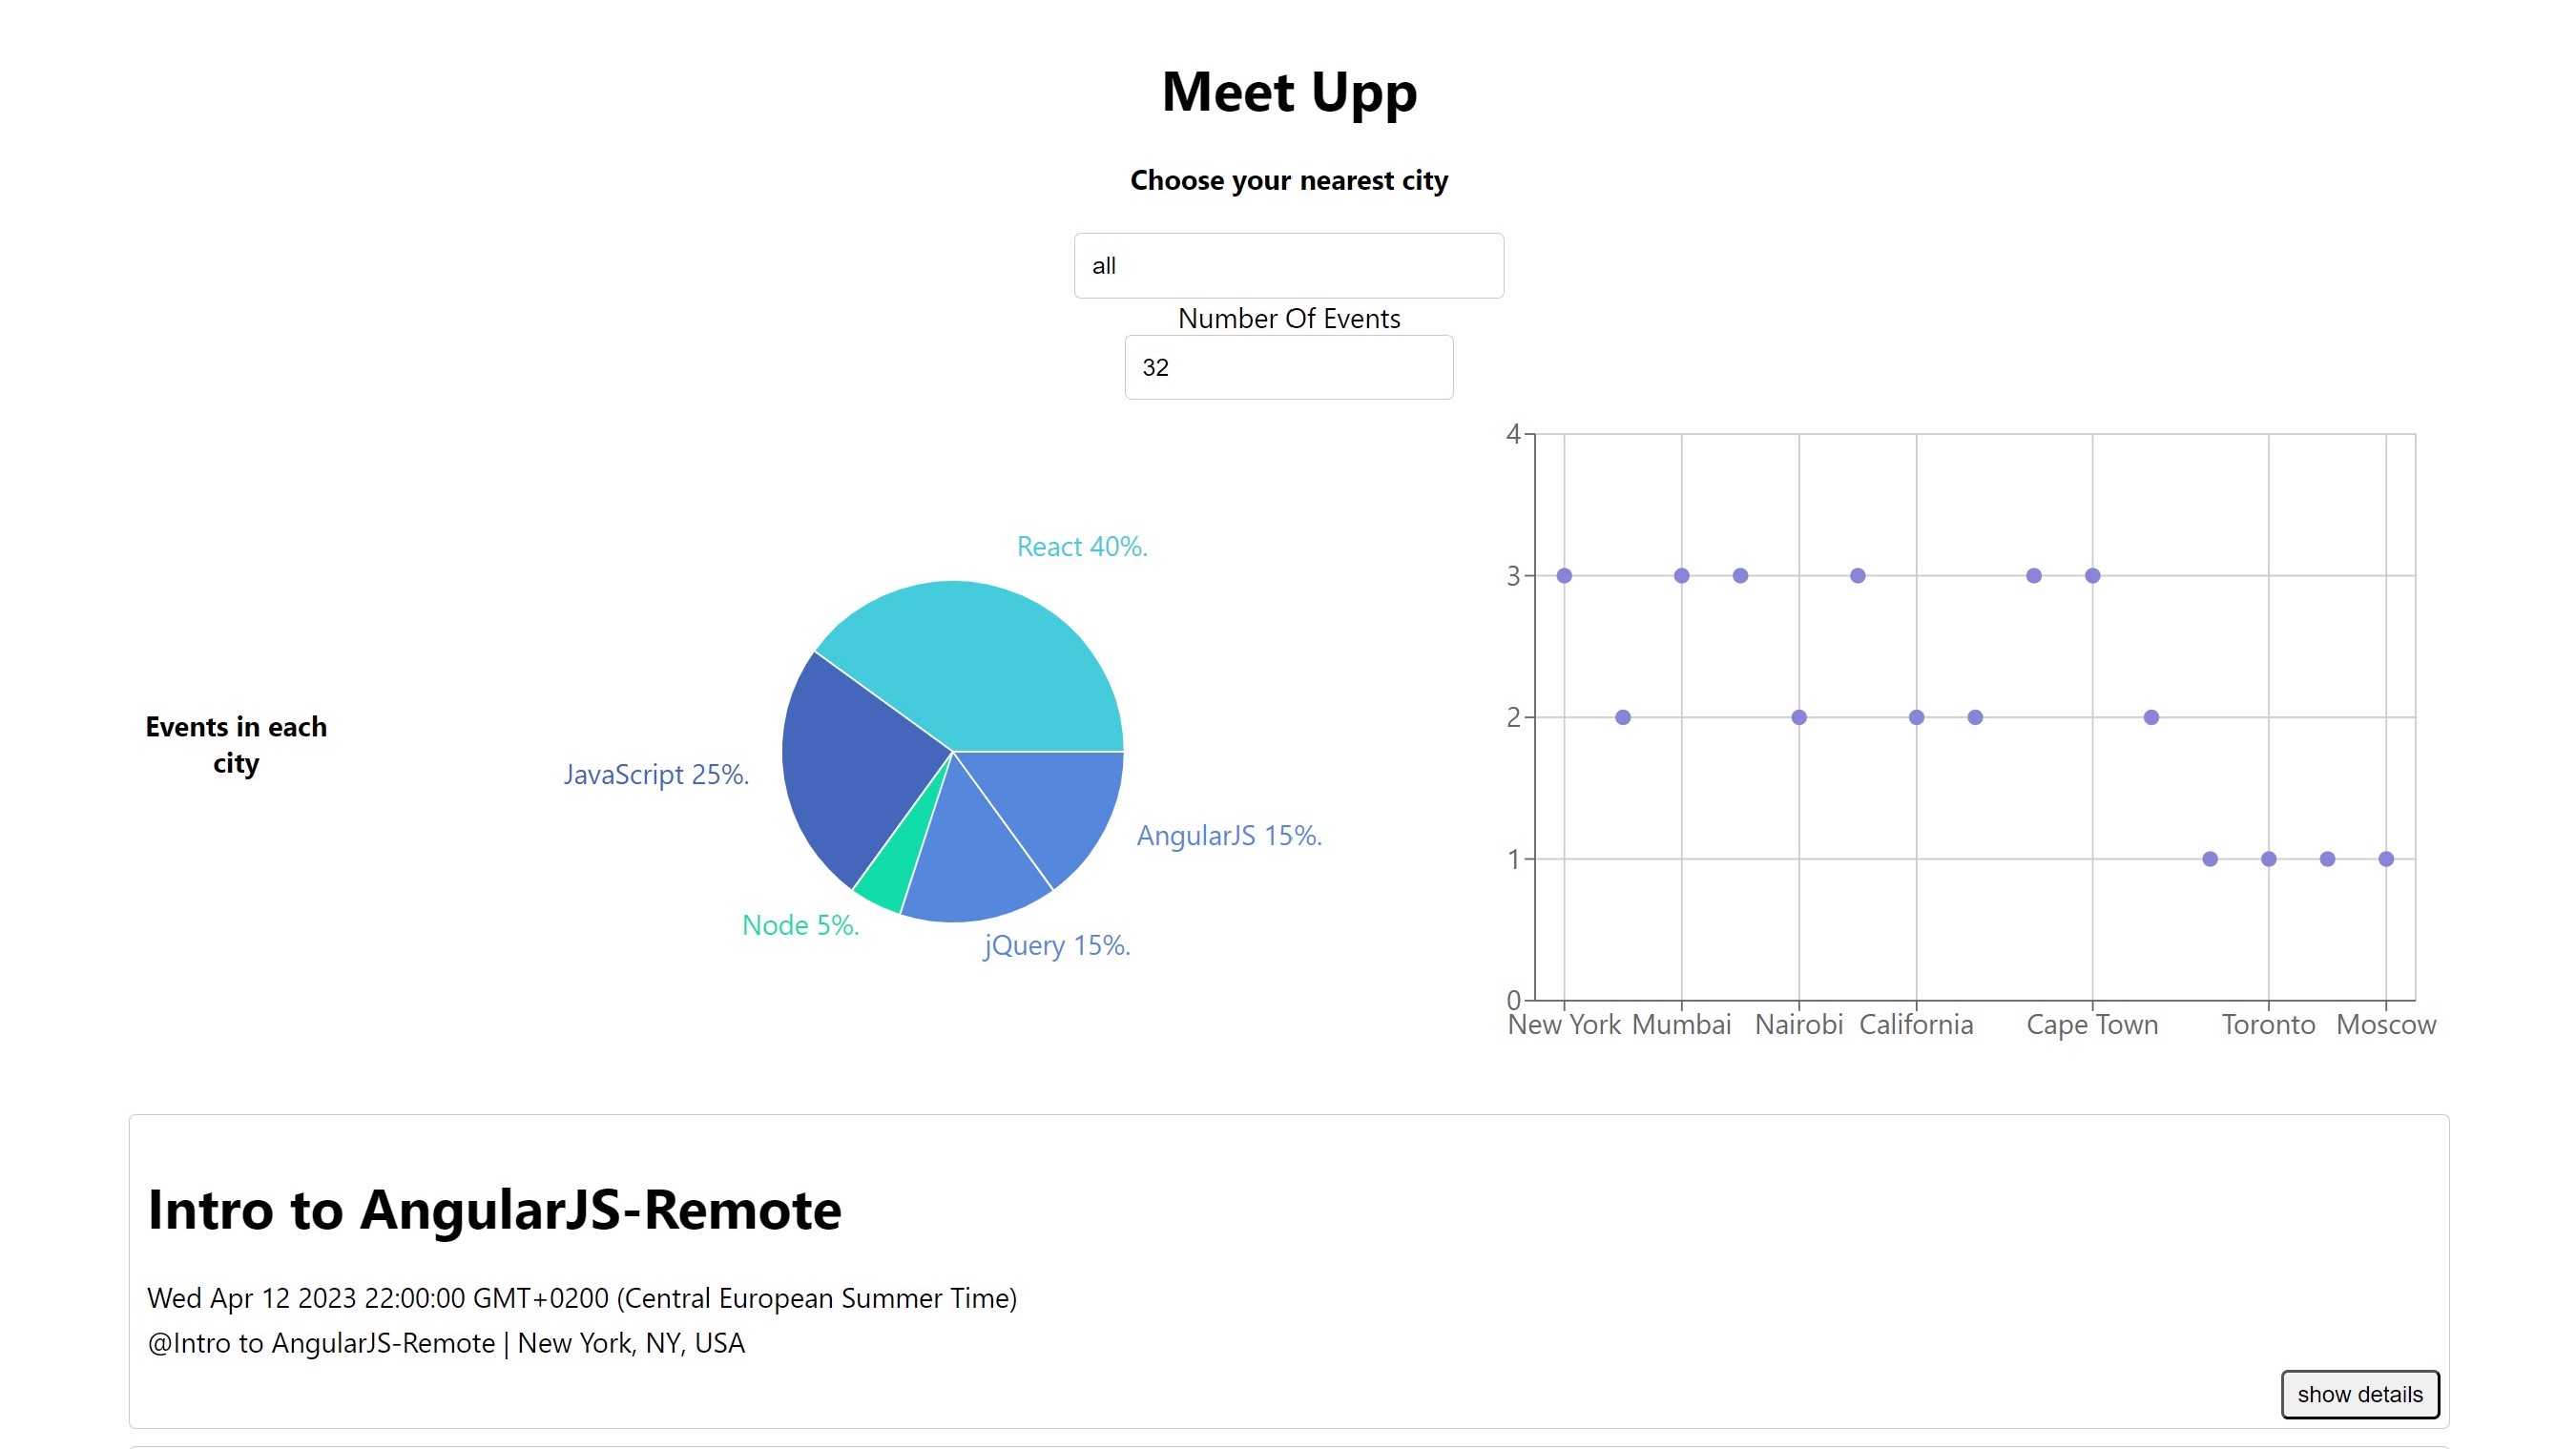 Meet Upp
Choose your nearest city
all
Number Of Events
32
Events in each
city
React 40%.
JavaScript 25%.
AngularJS 15%.
Node 5%.
jQuery 15%.
4
3
2
1
0
New York Mumbai Nairobi California Cape Town Toronto Moscow
Intro to AngularJS-Remote
Wed Apr 12 2023 22:00:00 GMT+0200 (Central European Summer Time)
@Intro to AngularJS-Remote | New York, NY, USA
show details